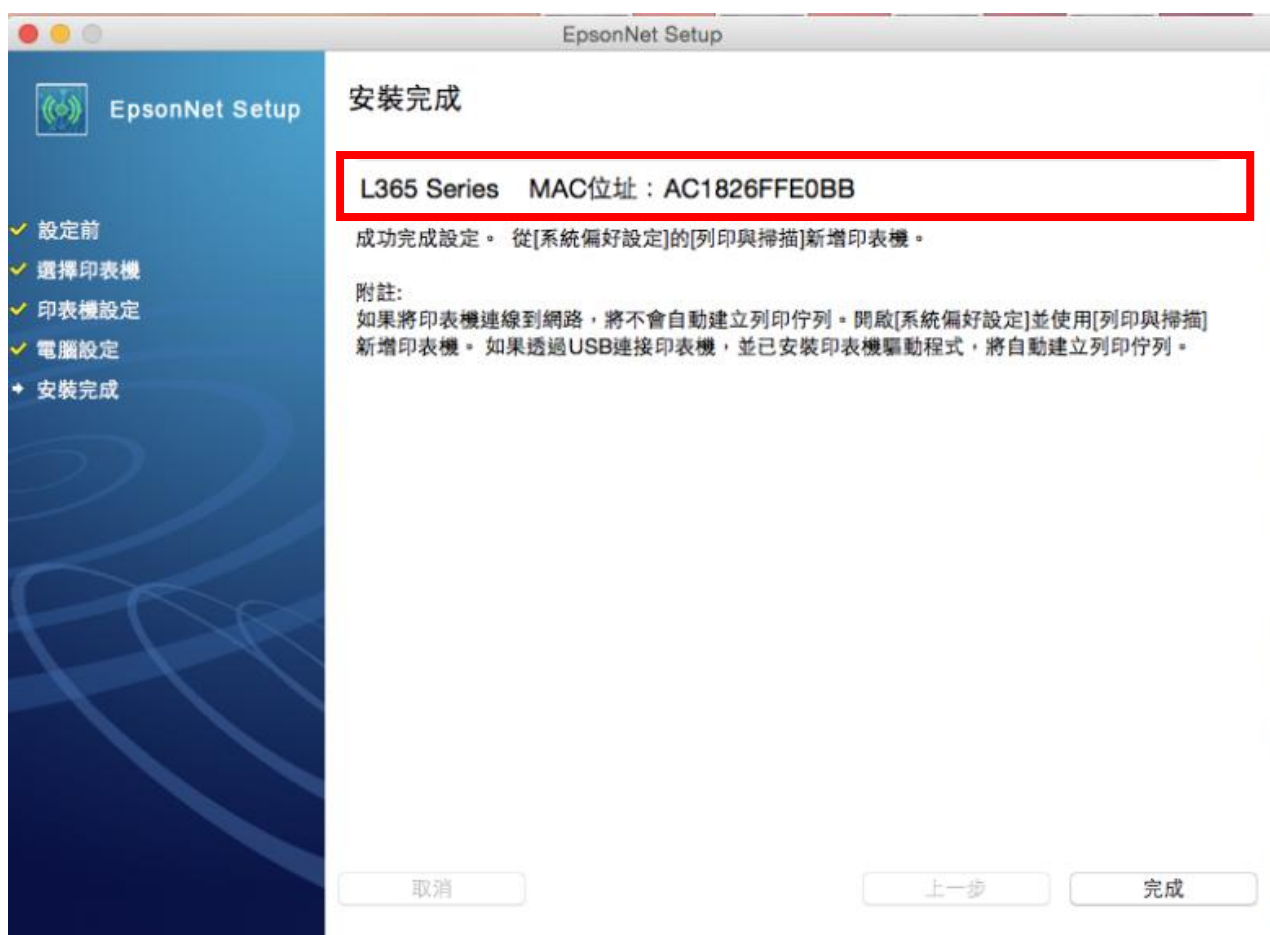 EpsonNet Setup
EpsonNet Setup
設定前
選擇印表機
印表機設定
電腦設定
安裝完成
安裝完成
L365 Series MAC位址：AC1826FFE0BB
成功完成設定。 從[系統偏好設定]的[列印與掃描]新增印表機。
附註:
如果將印表機連線到網路，將不會自動建立列印佇列。開啟[系統偏好設定]並使用[列印與掃描]
新增印表機。 如果透過USB連接印表機，並已安裝印表機驅動程式，將自動建立列印佇列。
取消
上一步
完成